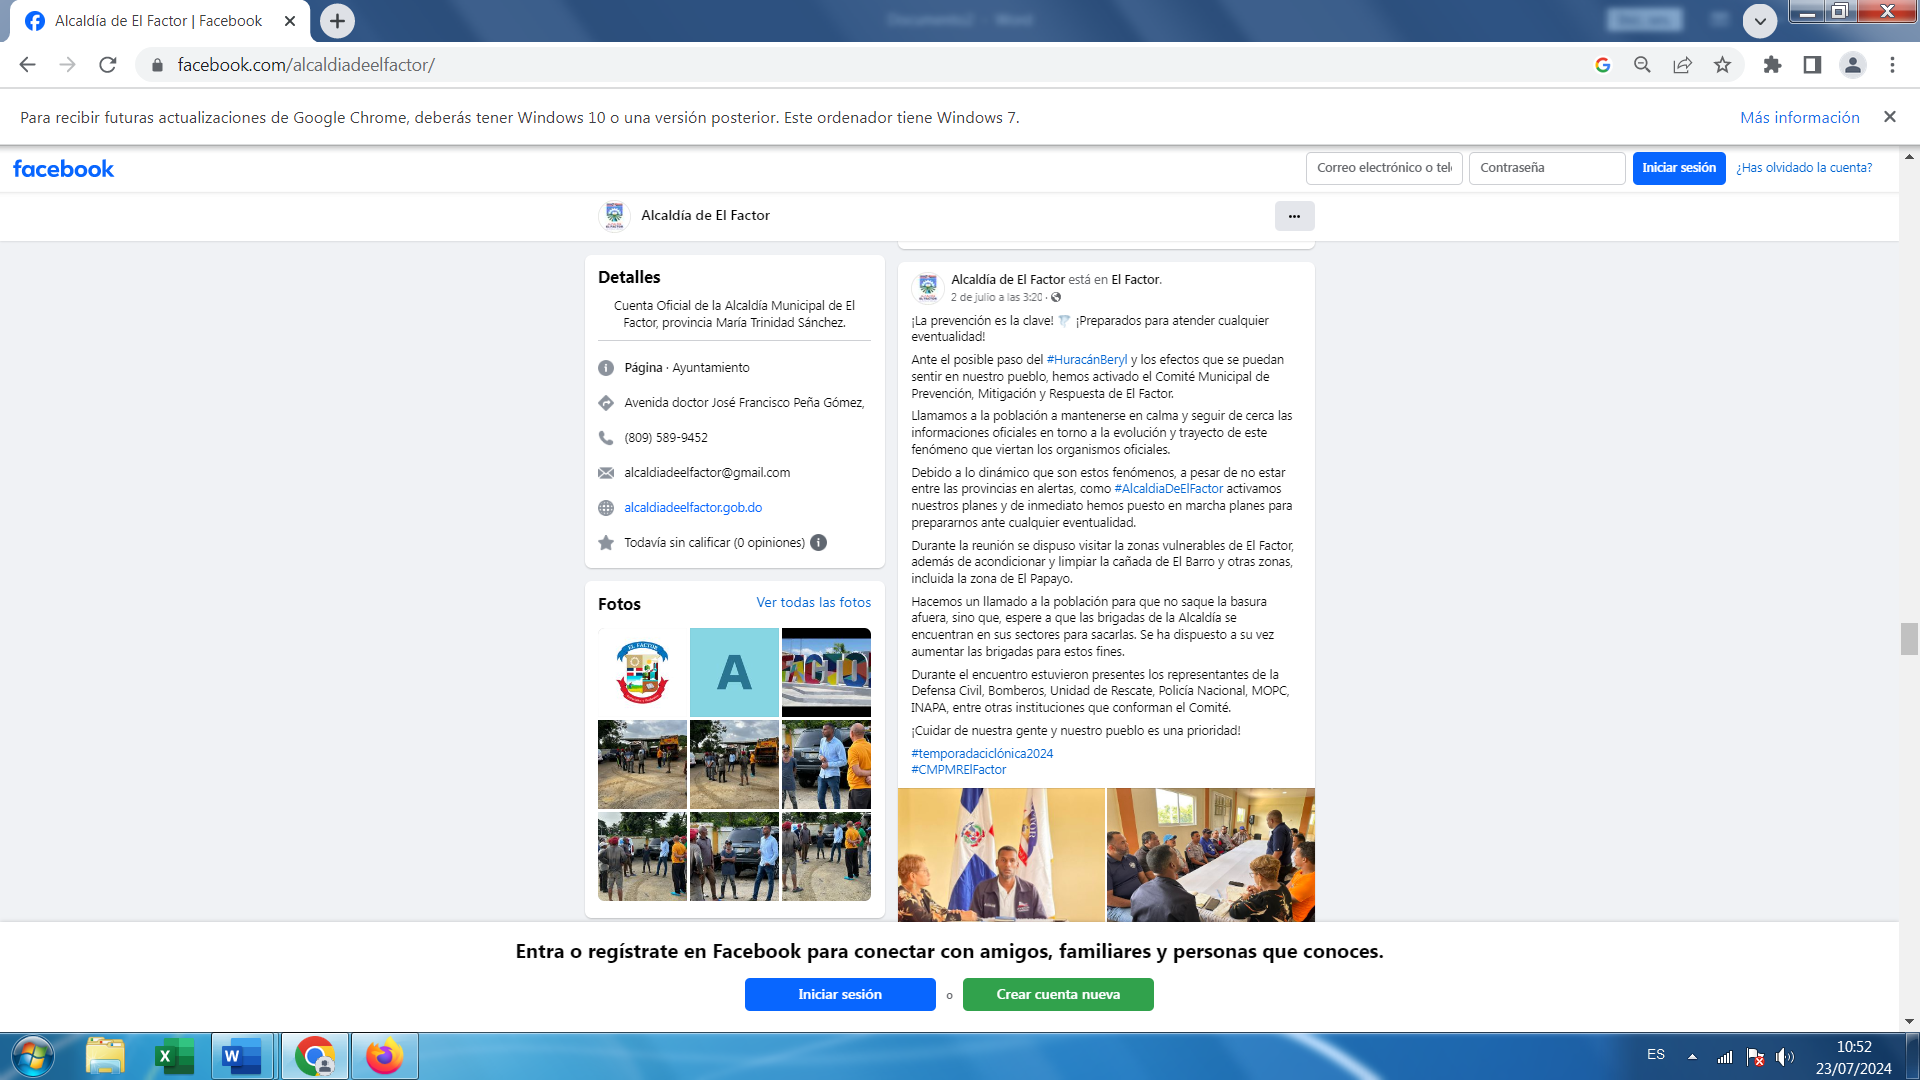 Alcaldía de El Factor | Facebook
facebook.com/alcaldiadeelfactor/
Para recibir futuras actualizaciones de Google Chrome, deberás tener Windows 10 o una versión posterior. Este ordenador tiene Windows 7.
Más información
facebook
Correo electrónico o tel
Contraseña
Iniciar sesión
¿Has olvidado la cuenta?
Alcaldía de El Factor
Detalles
Cuenta Oficial de la Alcaldía Municipal de El
Factor, provincia María Trinidad Sánchez.
Página · Ayuntamiento
Avenida doctor José Francisco Peña Gómez,
(809) 589-9452
alcaldiadeelfactor@gmail.com
alcaldiadeelfactor.gob.do
Todavía sin calificar (0 opiniones)
Fotos
Ver todas las fotos
EL FACTOR
A
FACTO
Alcaldía de El Factor está en El Factor.
2 de julio a las 3:20 ·
¡La prevención es la clave! 🌪️ ¡Preparados para atender cualquier
eventualidad!
Ante el posible paso del #HuracánBeryl y los efectos que se puedan
sentir en nuestro pueblo, hemos activado el Comité Municipal de
Prevención, Mitigación y Respuesta de El Factor.
Llamamos a la población a mantenerse en calma y seguir de cerca las
informaciones oficiales en torno a la evolución y trayecto de este
fenómeno que viertan los organismos oficiales.
Debido a lo dinámico que son estos fenómenos, a pesar de no estar
entre las provincias en alertas, como #AlcaldiaDeElFactor activamos
nuestros planes y de inmediato hemos puesto en marcha planes para
prepararnos ante cualquier eventualidad.
Durante la reunión se dispuso visitar la zonas vulnerables de El Factor,
además de acondicionar y limpiar la cañada de El Barro y otras zonas,
incluida la zona de El Papayo.
Hacemos un llamado a la población para que no saque la basura
afuera, sino que, espere a que las brigadas de la Alcaldía se
encuentran en sus sectores para sacarlas. Se ha dispuesto a su vez
aumentar las brigadas para estos fines.
Durante el encuentro estuvieron presentes los representantes de la
Defensa Civil, Bomberos, Unidad de Rescate, Policía Nacional, MOPC,
INAPA, entre otras instituciones que conforman el Comité.
¡Cuidar de nuestra gente y nuestro pueblo es una prioridad!
#temporadaciclónica2024
#CMPMRElFactor
Entra o regístrate en Facebook para conectar con amigos, familiares y personas que conoces.
Iniciar sesión
o
Crear cuenta nueva
ES
10:52
23/07/2024